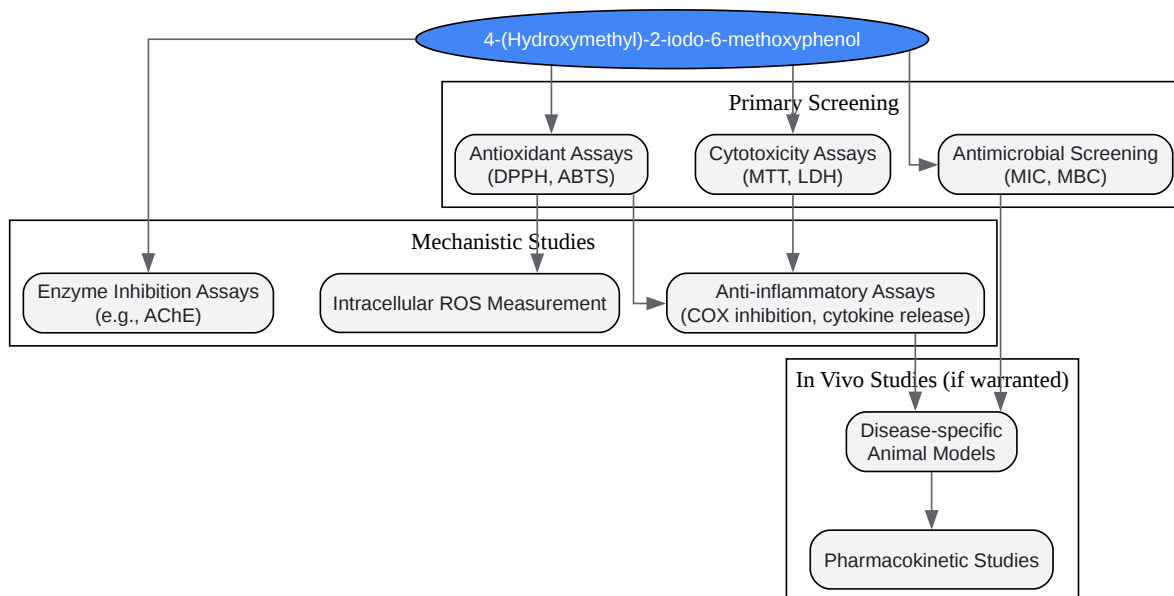 4-(Hydroxymethyl)-2-iodo-6-methoxyphenol
Primary Screening
Antioxidant Assays
(DPPH, ABTS)
Cytotoxicity Assays
(MTT, LDH)
Antimicrobial Screening
(MIC, MBC)
Mechanistic Studies
Enzyme Inhibition Assays
(e.g., AChE)
Intracellular ROS Measurement
Anti-inflammatory Assays
(COX inhibition, cytokine release)
In Vivo Studies (if warranted)
Disease-specific
Animal Models
Pharmacokinetic Studies